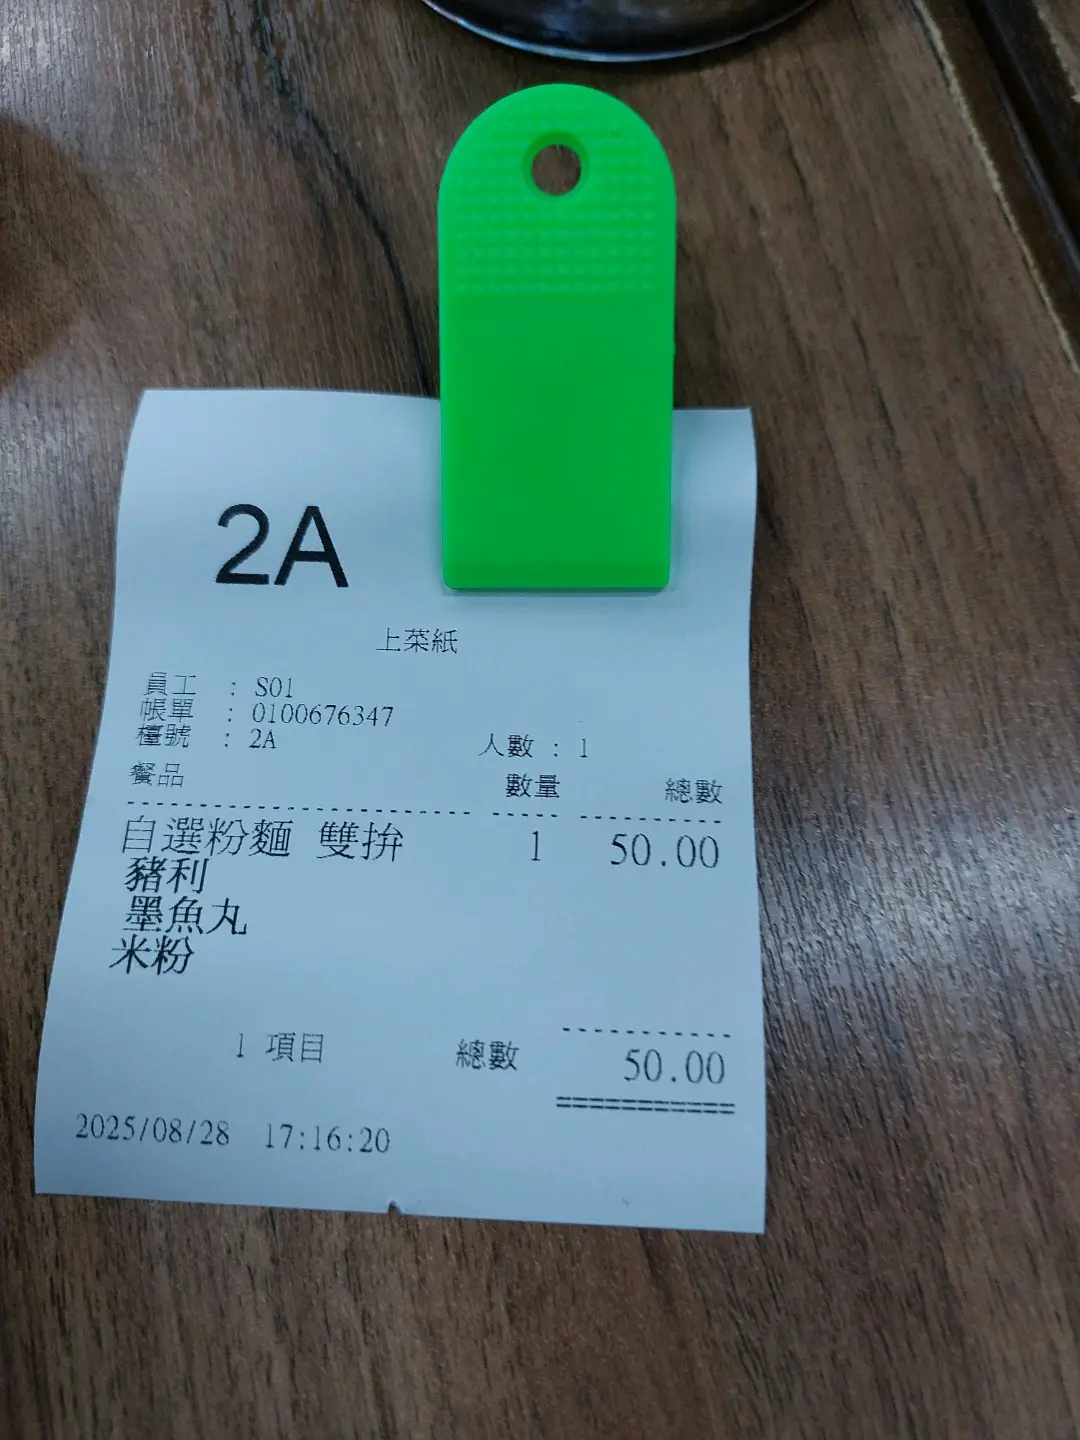 2A
上菜紙
員工 : S01
帳單 : 0100676347
檯號 : 2A 人數 : 1
餐品 數量 總數
自選粉麵 雙拚 1 50.00
豬利
墨魚丸
米粉
1 項目 總數 50.00
2025/08/28 17:16:20